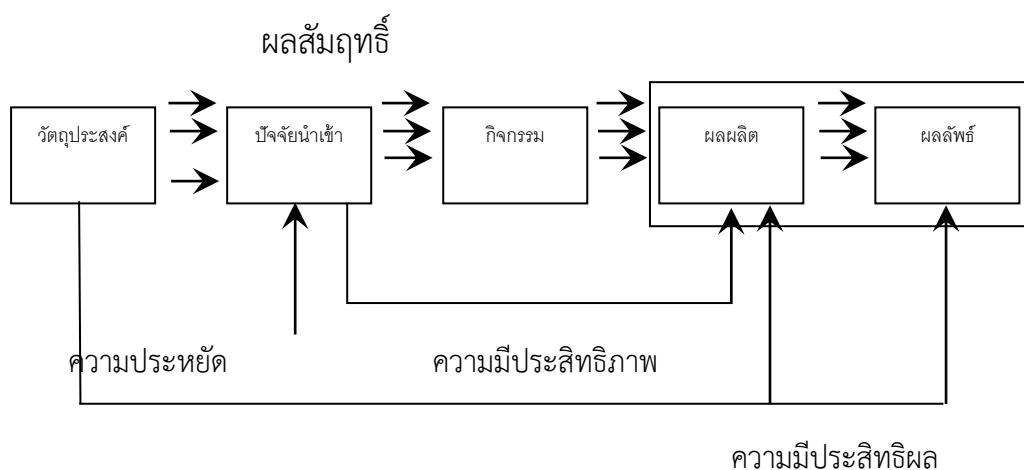 ผลสัมฤทธิ์
วัตถุประสงค์
ปัจจัยนำเข้า
กิจกรรม
ผลผลิต
ผลลัพธ์
ความประหยัด
ความมีประสิทธิภาพ
ความมีประสิทธิผล